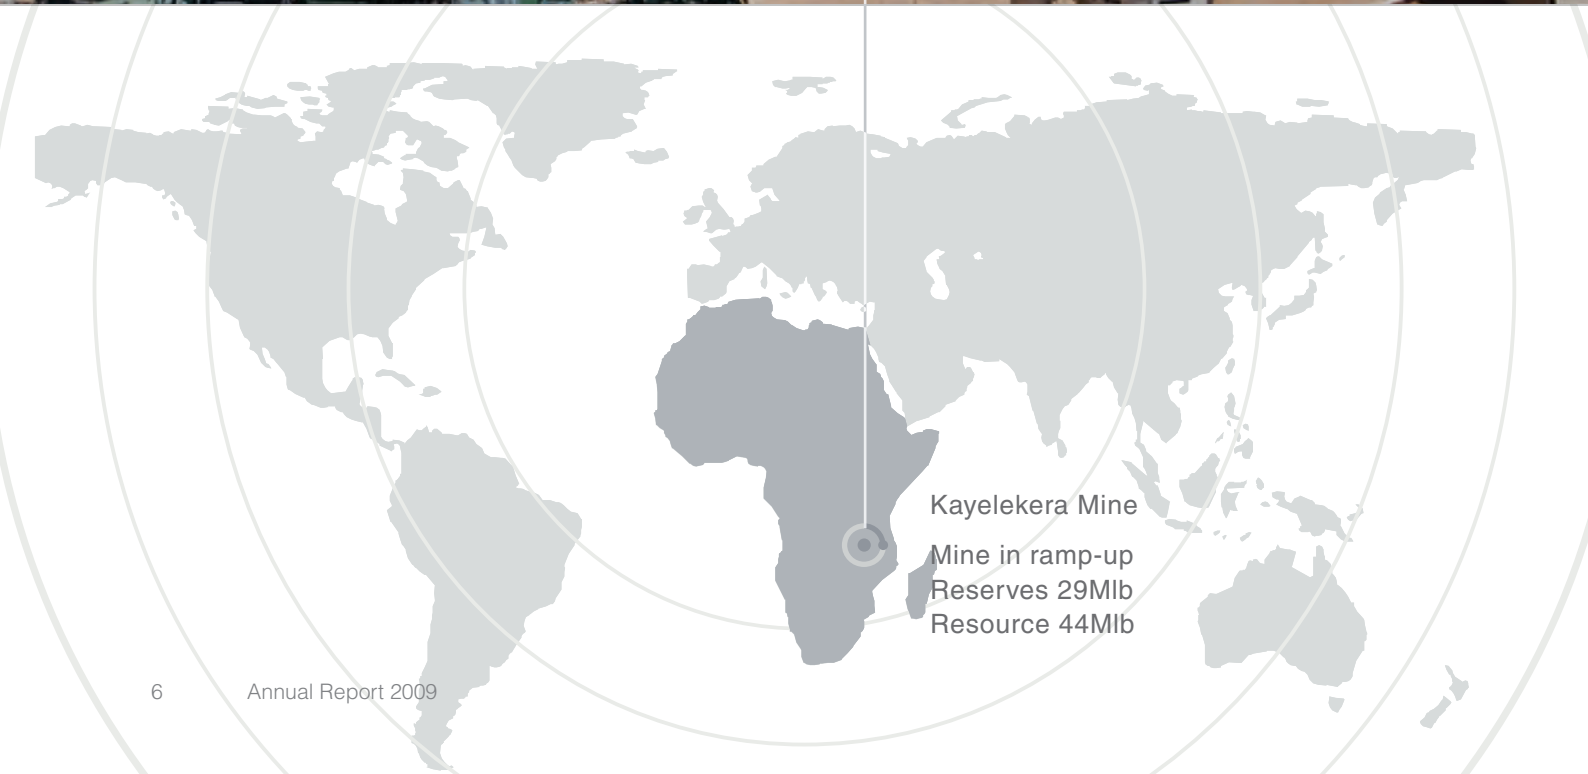 Kayelekera Mine
Mine in ramp-up
Reserves 29Mlb
Resource 44Mlb
6 Annual Report 2009